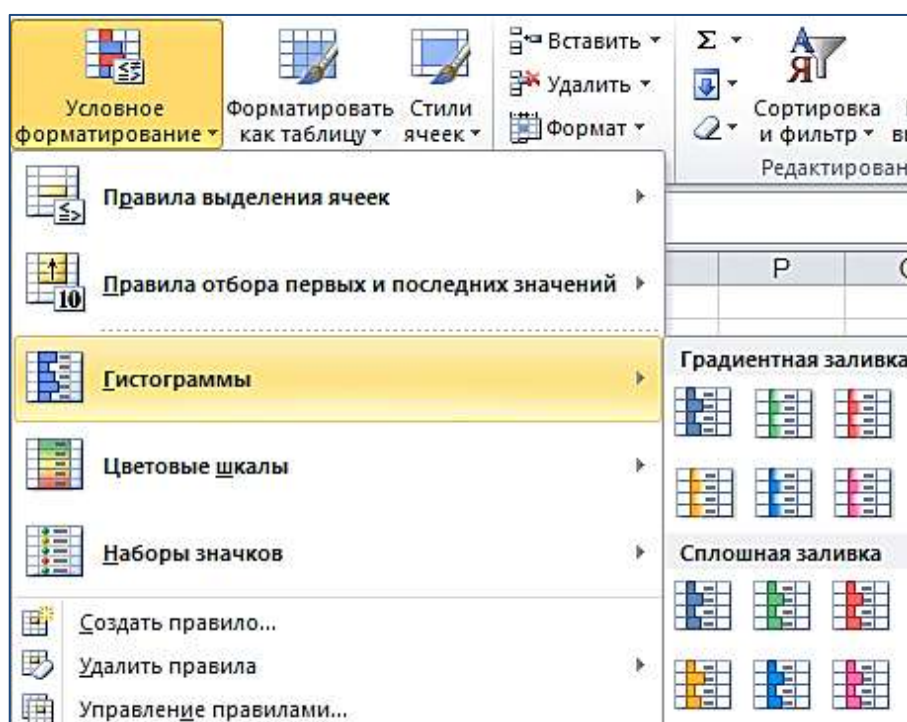 Условное форматирование
Форматировать как таблицу
Стили ячеек
Вставить
Удалить
Формат
Σ
А
Я
Сортировка и фильтр
Редактирован
Правила выделения ячеек
Правила отбора первых и последних значений
10
P
Гистограммы
Градиентная заливка
Цветовые шкалы
Наборы значков
Сплошная заливка
Создать правило...
Удалить правила
Управление правилами...